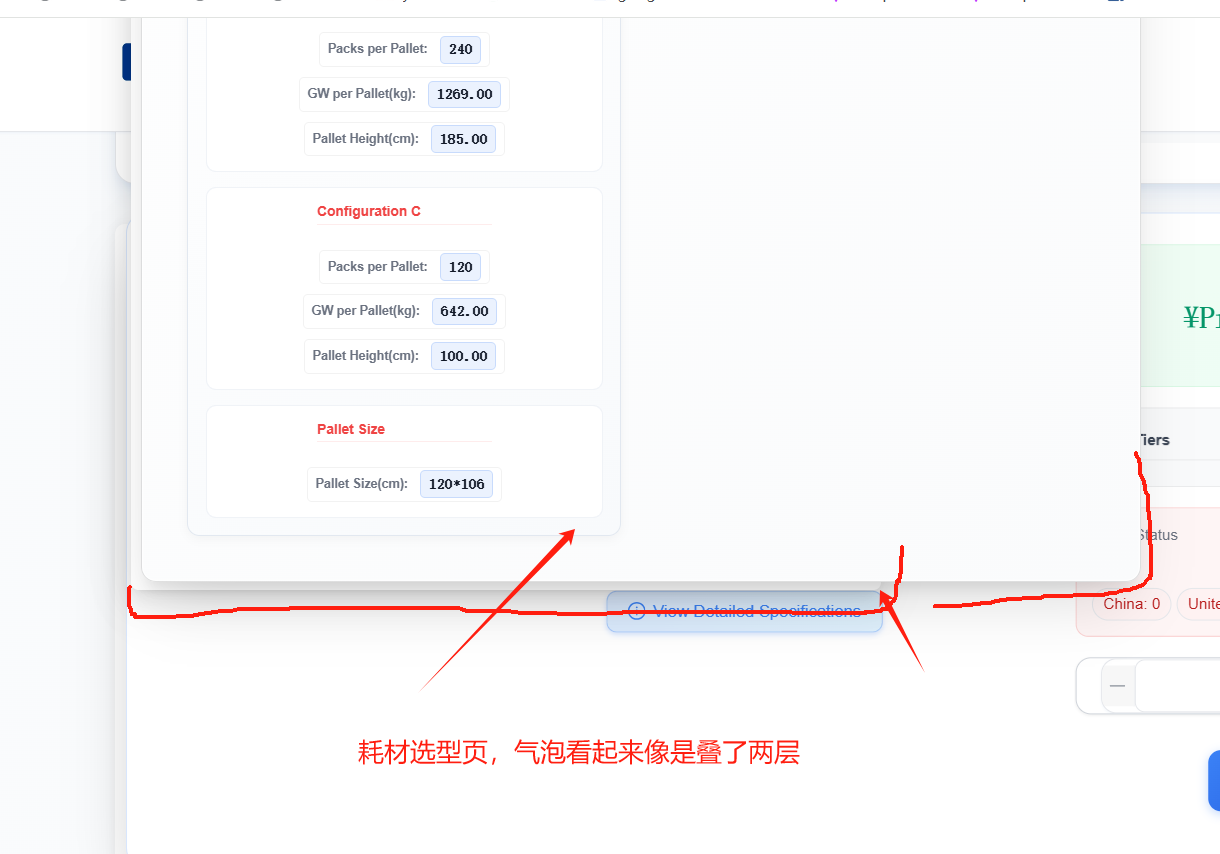 Packs per Pallet: 240
GW per Pallet(kg): 1269.00
Pallet Height(cm): 185.00
Configuration C
Packs per Pallet: 120
GW per Pallet(kg): 642.00
Pallet Height(cm): 100.00
Pallet Size
Pallet Size(cm): 120*106
View Detailed Specifications
Tiers
Status
China: 0
耗材选型页，气泡看起来像是叠了两层